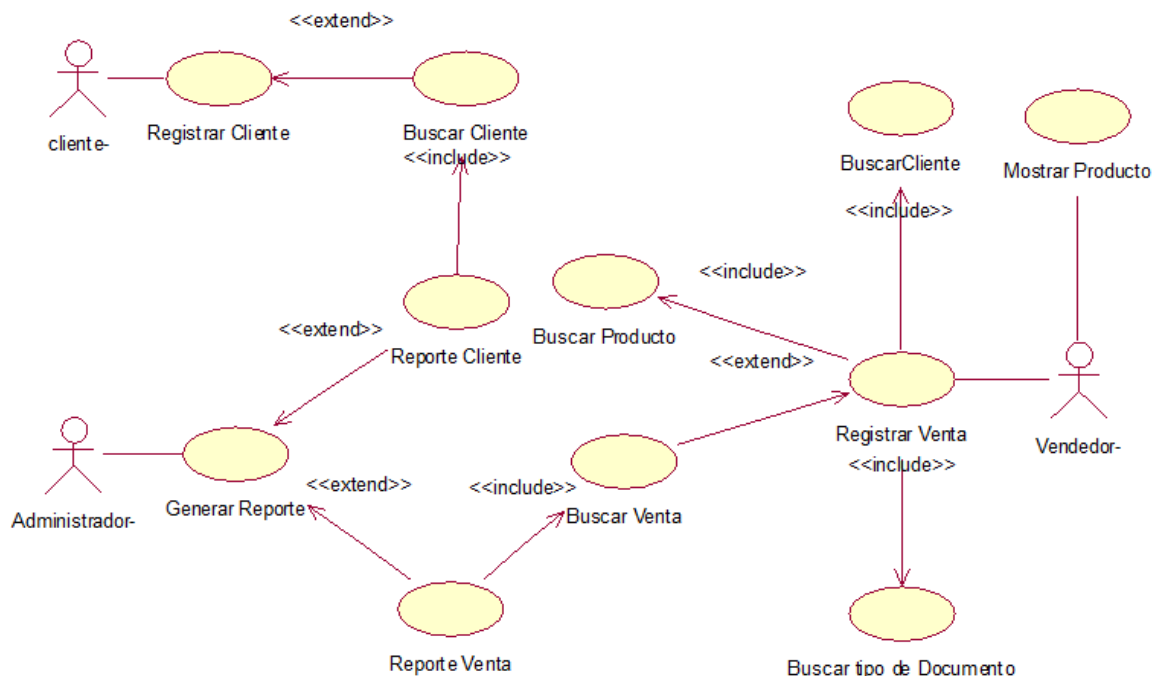 <<extend>>
cliente-
Registrar Cliente
Buscar Cliente
<<include>>
BuscarCliente
Mostrar Producto
<<include>>
<<include>>
Buscar Producto
<<extend>>
Reporte Cliente
<<extend>>
Registrar Venta
<<include>>
Vendedor-
Administrador-
Generar Reporte
<<extend>>
<<include>>
Buscar Venta
Reporte Venta
Buscar tipo de Documento